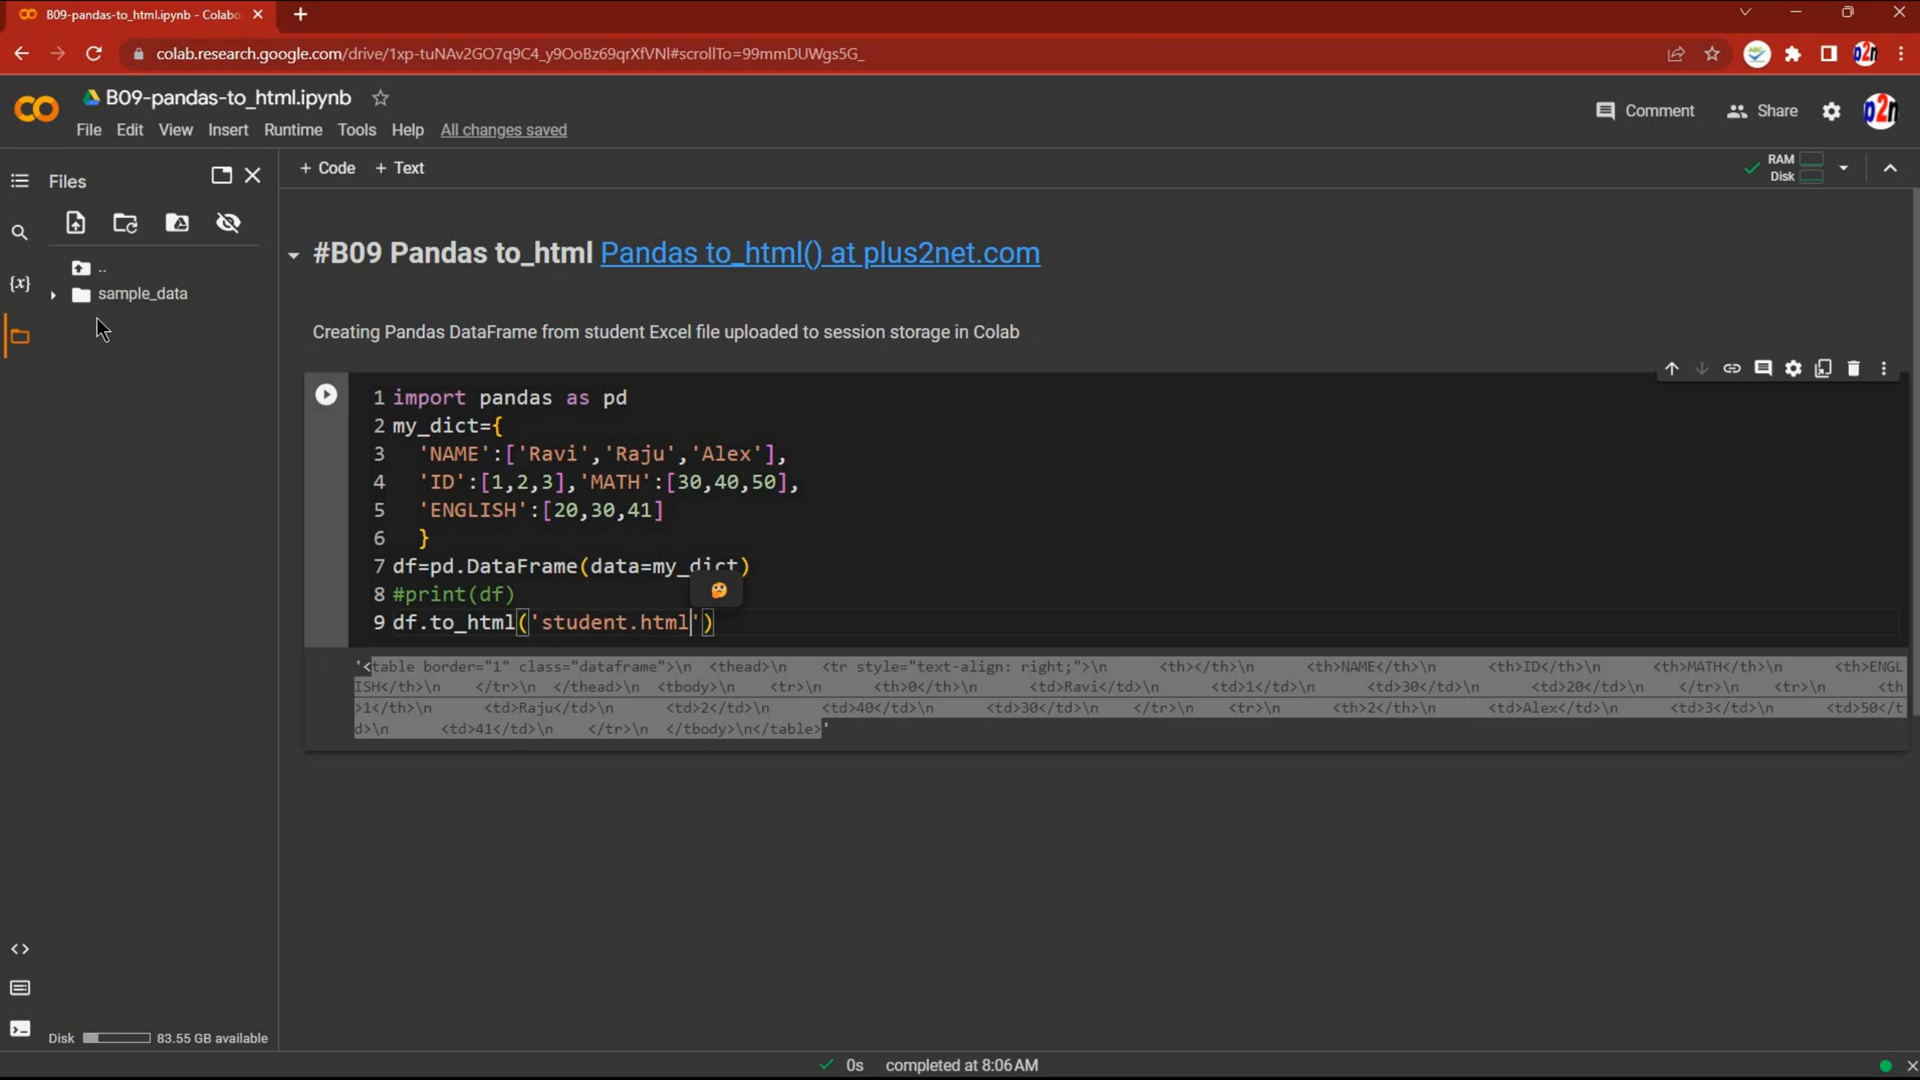 B09-pandas-to_html.ipynb - Colabo
colab.research.google.com/drive/1xp-tuNAv2GO7q9C4_y9OoBz69qrXfVNl#scrollTo=99mmDUWgs5G_
B09-pandas-to_html.ipynb
File Edit View Insert Runtime Tools Help All changes saved
Comment Share
p2n
Files
+ Code + Text
RAM
Disk
..
sample_data
{x}
#B09 Pandas to_html Pandas to_html() at plus2net.com
Creating Pandas DataFrame from student Excel file uploaded to session storage in Colab
1 import pandas as pd
2 my_dict={
3 'NAME':['Ravi','Raju','Alex'],
4 'ID':[1,2,3],'MATH':[30,40,50],
5 'ENGLISH':[20,30,41]
6 }
7 df=pd.DataFrame(data=my_dict)
8 #print(df)
9 df.to_html('student.html')
'<table border="1" class="dataframe">\n <thead>\n <tr style="text-align: right;">\n <th></th>\n <th>NAME</th>\n <th>ID</th>\n <th>MATH</th>\n <th>ENGL
ISH</th>\n </tr>\n </thead>\n <tbody>\n <tr>\n <th>0</th>\n <td>Ravi</td>\n <td>1</td>\n <td>30</td>\n <td>20</td>\n </tr>\n <tr>\n <th
>1</th>\n <td>Raju</td>\n <td>2</td>\n <td>40</td>\n <td>30</td>\n </tr>\n <tr>\n <th>2</th>\n <td>Alex</td>\n <td>3</td>\n <td>50</t
d>\n <td>41</td>\n </tr>\n </tbody>\n</table>'
Disk 83.55 GB available
0s completed at 8:06 AM